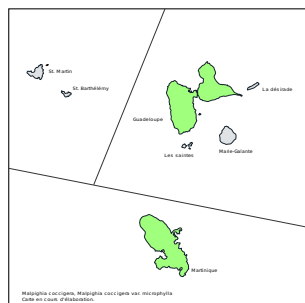 St. Martin
St. Barthélémy
La désirade
Guadeloupe
Les saintes
Marie-Galante
Martinique
Malpighia coccigera, Malpighia coccigera var. microphylla
Carte en cours d'élaboration.